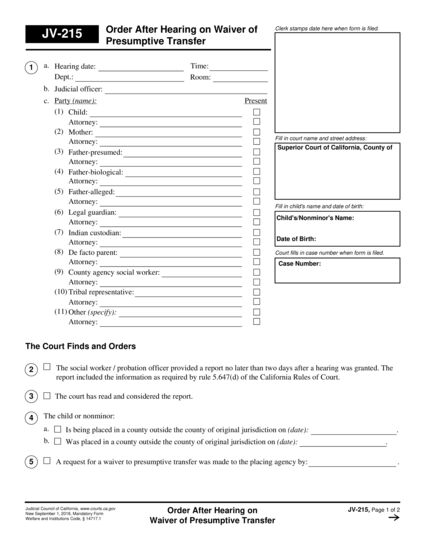 JV-215
Order After Hearing on Waiver of
Presumptive Transfer
Clerk stamps date here when form is filed.
Fill in court name and street address:
Superior Court of California, County of
Fill in child's name and date of birth:
Child's/Nonminor's Name:
Date of Birth:
Court fills in case number when form is filed.
Case Number:
1 a. Hearing date: Time:
Dept.: Room:
b. Judicial officer:
c. Party (name): Present
(1) Child:
Attorney:
(2) Mother:
Attorney:
(3) Father-presumed:
Attorney:
(4) Father-biological:
Attorney:
(5) Father-alleged:
Attorney:
(6) Legal guardian:
Attorney:
(7) Indian custodian:
Attorney:
(8) De facto parent:
Attorney:
(9) County agency social worker:
Attorney:
(10) Tribal representative:
Attorney:
(11) Other (specify):
Attorney:
The Court Finds and Orders
2 The social worker / probation officer provided a report no later than two days after a hearing was granted. The
report included the information as required by rule 5.647(d) of the California Rules of Court.
3 The court has read and considered the report.
4 The child or nonminor:
a. Is being placed in a county outside the county of original jurisdiction on (date): .
b. Was placed in a county outside the county of original jurisdiction on (date): .
5 A request for a waiver to presumptive transfer was made to the placing agency by: .
Judicial Council of California, www.courts.ca.gov
New September 1, 2018, Mandatory Form
Welfare and Institutions Code, § 14717.1
Order After Hearing on
Waiver of Presumptive Transfer
JV-215, Page 1 of 2